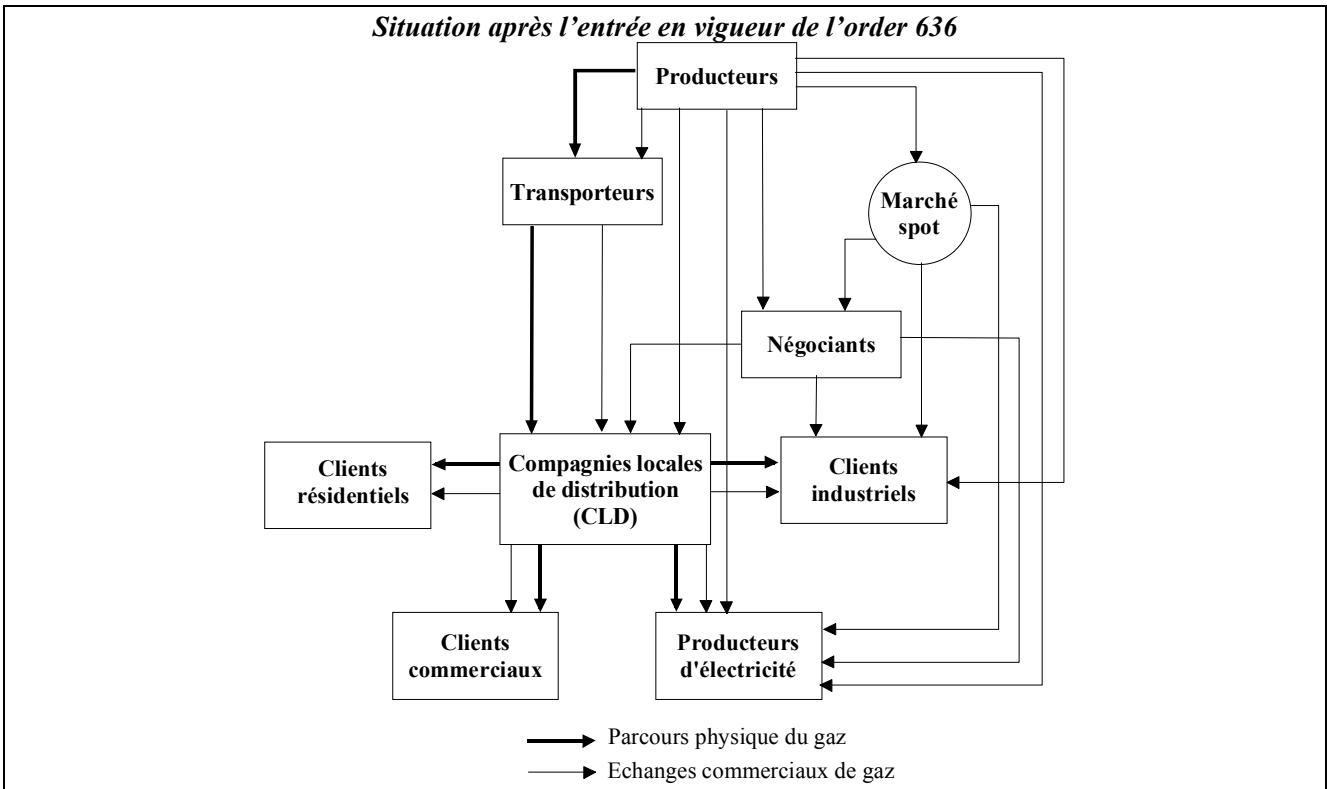 Situation après l'entrée en vigueur de l'order 636
Producteurs
Transporteurs
Marché
spot
Négociants
Clients
résidentiels
Compagnies locales
de distribution
(CLD)
Clients
industriels
Clients
commerciaux
Producteurs
d'électricité
Parcours physique du gaz
Echanges commerciaux de gaz